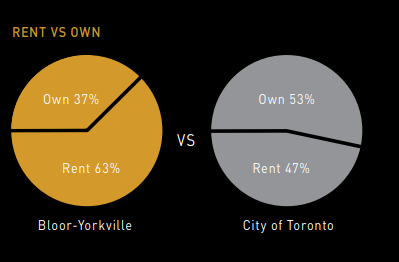 RENT VS OWN
Own 37%
Rent 63%
Bloor-Yorkville
VS
Own 53%
Rent 47%
City of Toronto